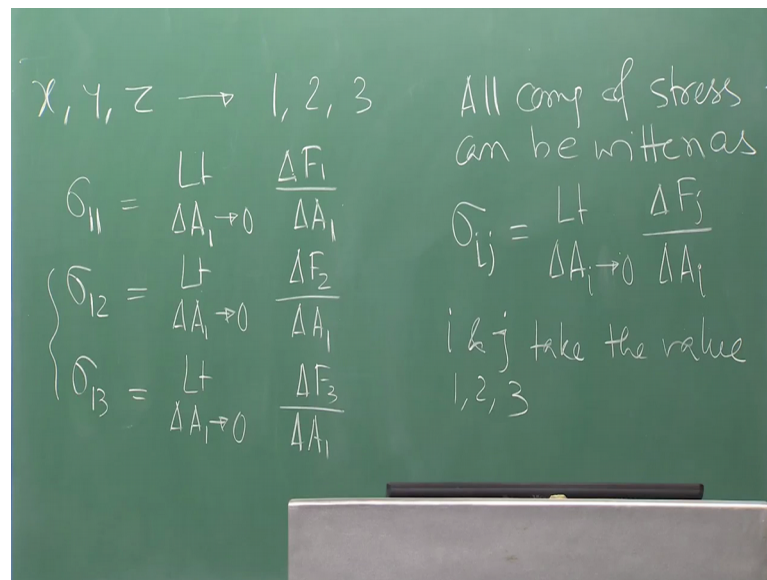 x, y, z → 1, 2, 3
σ₁₁ = Lt ΔA₁→0 ΔF₁/ΔA₁
σ₁₂ = Lt ΔA₁→0 ΔF₂/ΔA₁
σ₁₃ = Lt ΔA₁→0 ΔF₃/ΔA₁
All comp of stress
can be written as
σᵢⱼ = Lt ΔAᵢ→0 ΔFⱼ/ΔAᵢ
i & j take the value
1, 2, 3